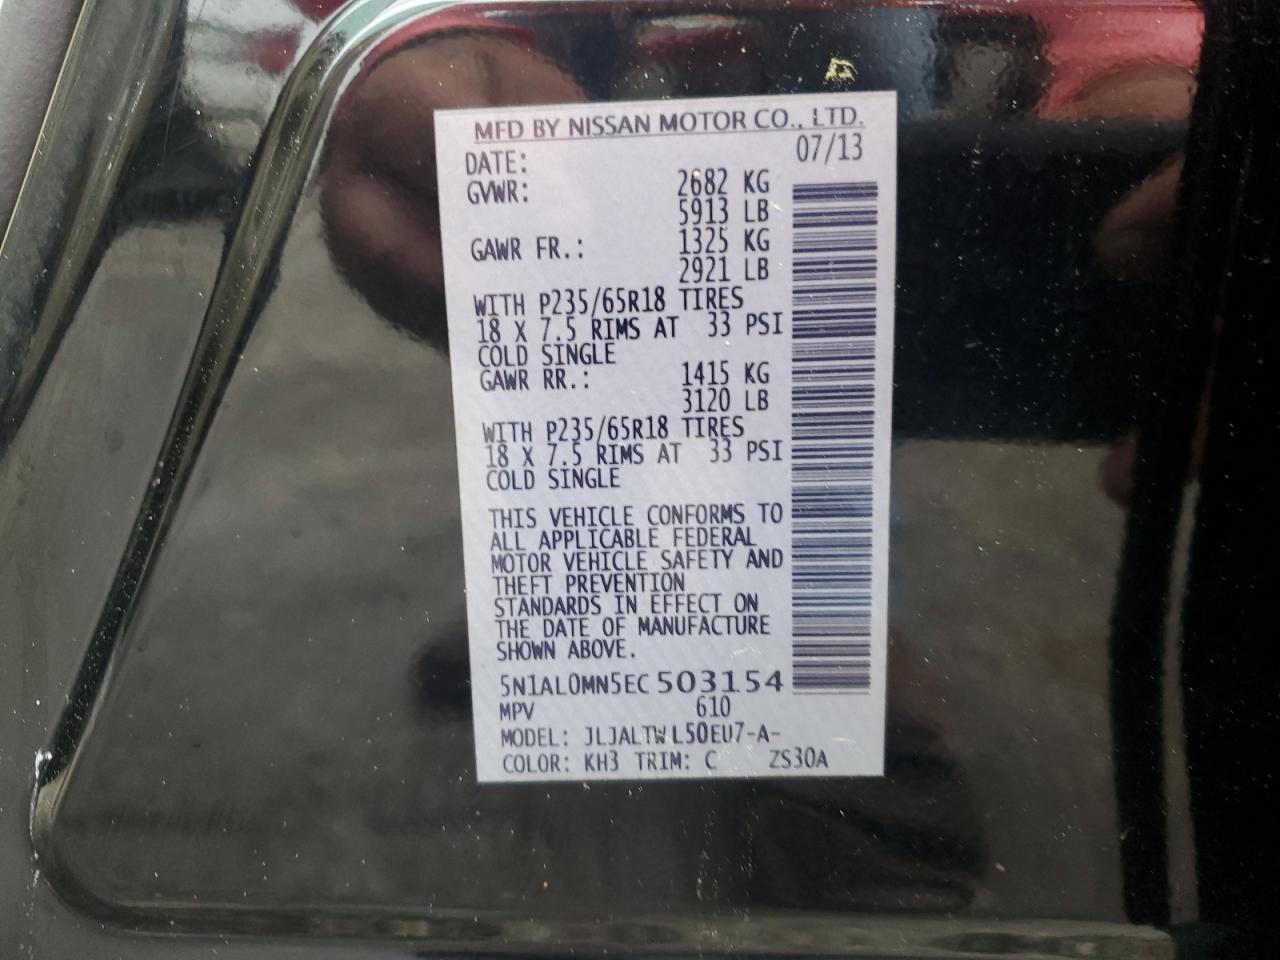 MFD BY NISSAN MOTOR CO., LTD.
DATE: 07/13
GVWR: 2682 KG
5913 LB
GAWR FR.: 1325 KG
2921 LB
WITH P235/65R18 TIRES
18 X 7.5 RIMS AT 33 PSI
COLD SINGLE
GAWR RR.: 1415 KG
3120 LB
WITH P235/65R18 TIRES
18 X 7.5 RIMS AT 33 PSI
COLD SINGLE
THIS VEHICLE CONFORMS TO
ALL APPLICABLE FEDERAL
MOTOR VEHICLE SAFETY AND
THEFT PREVENTION
STANDARDS IN EFFECT ON
THE DATE OF MANUFACTURE
SHOWN ABOVE.
5N1AL0MN5EC 503154
MPV 610
MODEL: JLJALTWL50EU7-A-
COLOR: KH3 TRIM: C ZS30A